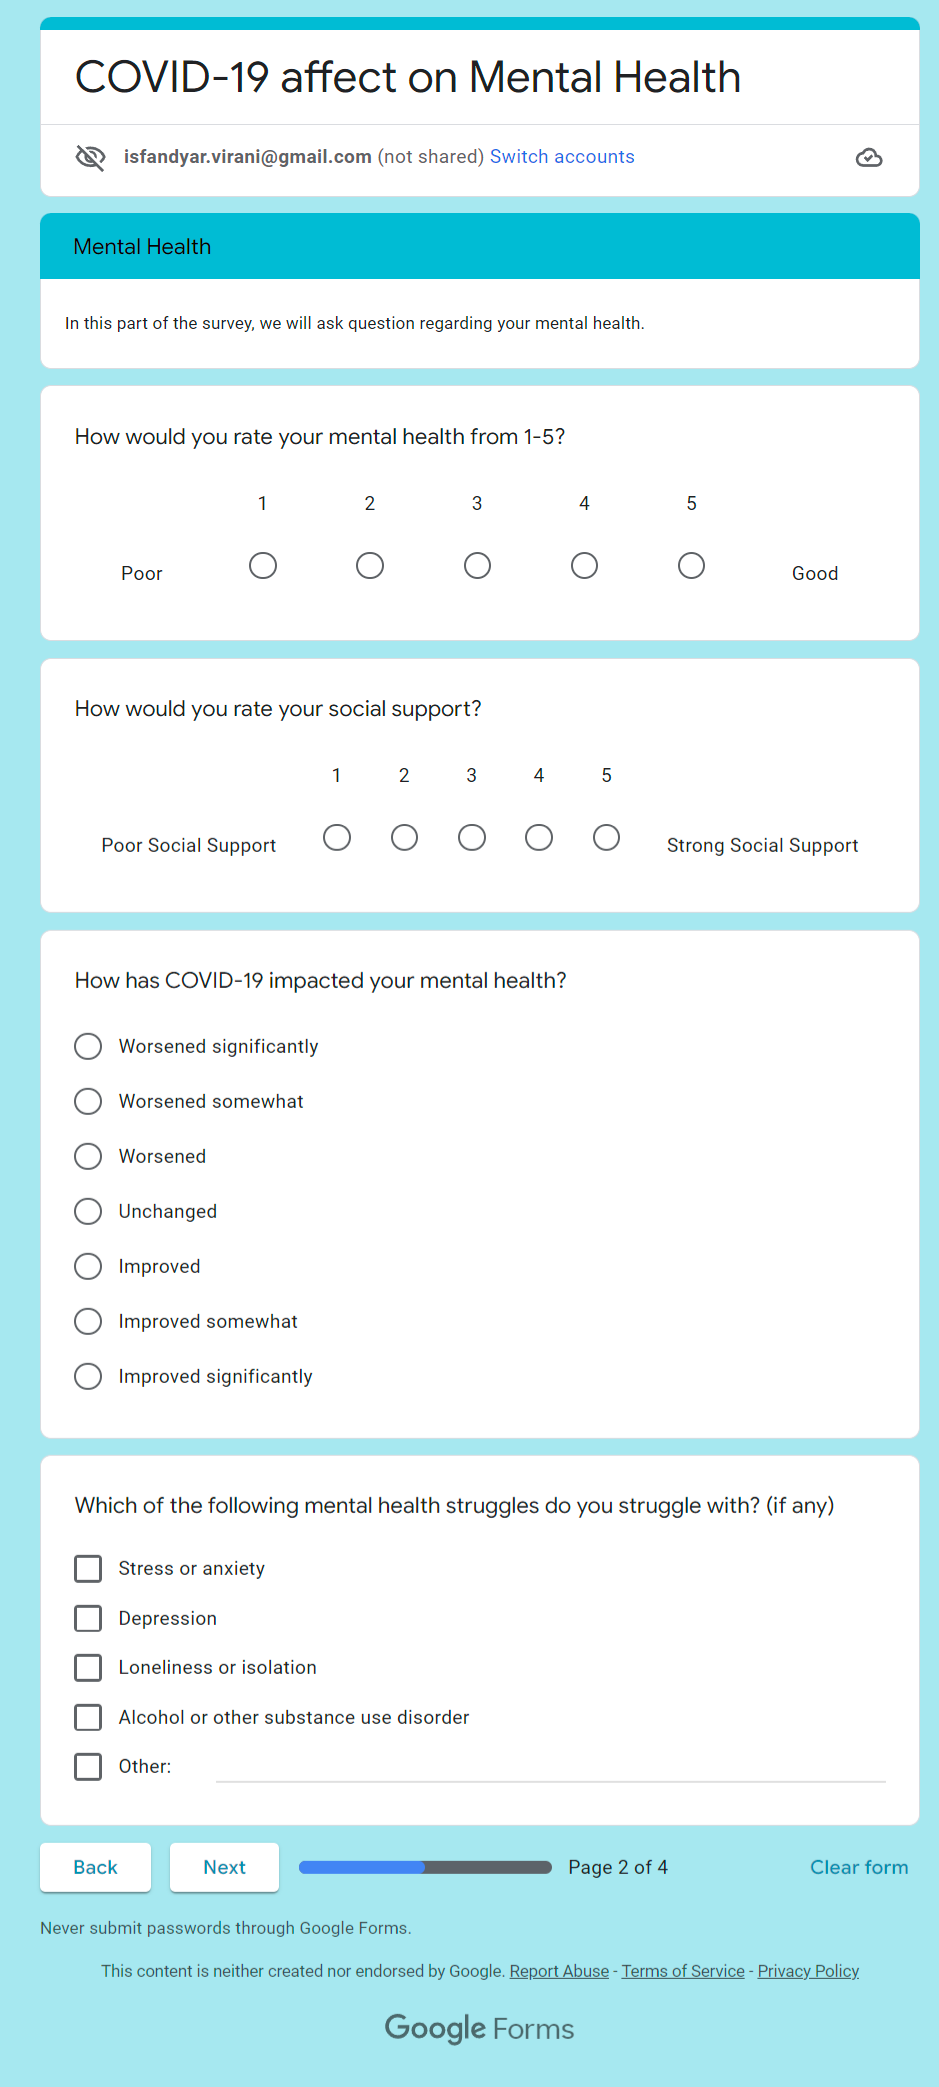 COVID-19 affect on Mental Health
isfandyar.virani@gmail.com (not shared) Switch accounts
Mental Health
In this part of the survey, we will ask question regarding your mental health.
How would you rate your mental health from 1-5?
1 2 3 4 5
Poor Good
How would you rate your social support?
1 2 3 4 5
Poor Social Support Strong Social Support
How has COVID-19 impacted your mental health?
Worsened significantly
Worsened somewhat
Worsened
Unchanged
Improved
Improved somewhat
Improved significantly
Which of the following mental health struggles do you struggle with? (if any)
Stress or anxiety
Depression
Loneliness or isolation
Alcohol or other substance use disorder
Other:
Back Next Page 2 of 4 Clear form
Never submit passwords through Google Forms.
This content is neither created nor endorsed by Google. Report Abuse - Terms of Service - Privacy Policy
Google Forms